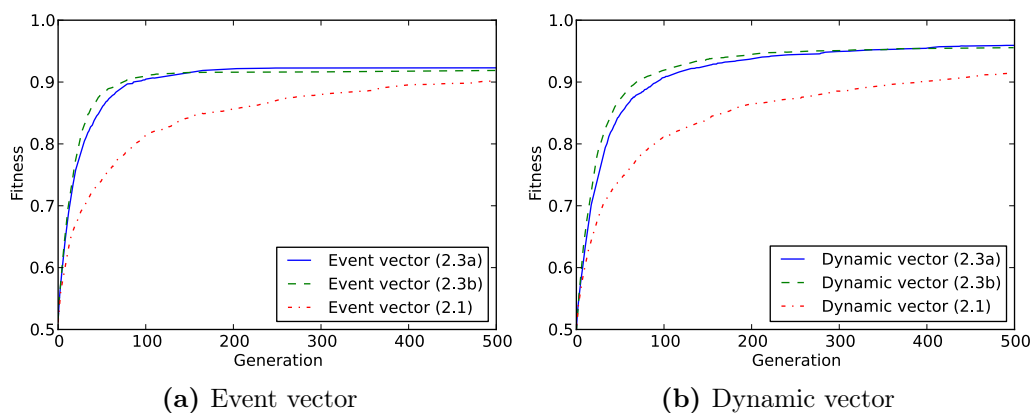 1.0
0.9
0.8
0.7
0.6
0.5
Fitness
0 100 200 300 400 500
Generation
Event vector (2.3a)
Event vector (2.3b)
Event vector (2.1)
(a) Event vector
1.0
0.9
0.8
0.7
0.6
0.5
Fitness
0 100 200 300 400 500
Generation
Dynamic vector (2.3a)
Dynamic vector (2.3b)
Dynamic vector (2.1)
(b) Dynamic vector